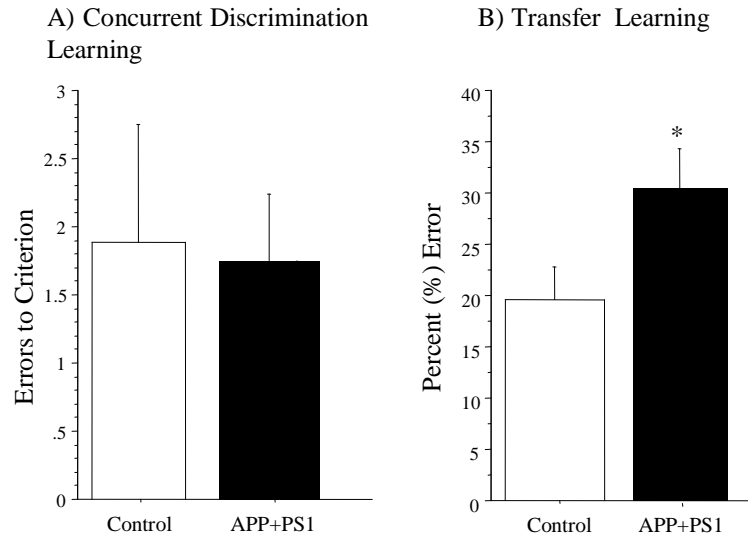 A) Concurrent Discrimination
Learning
3
2.5
2
1.5
1
.5
0
Errors to Criterion
Control
APP+PS1
B) Transfer Learning
40
35
30
25
20
15
10
5
0
Percent (%) Error
*
Control
APP+PS1